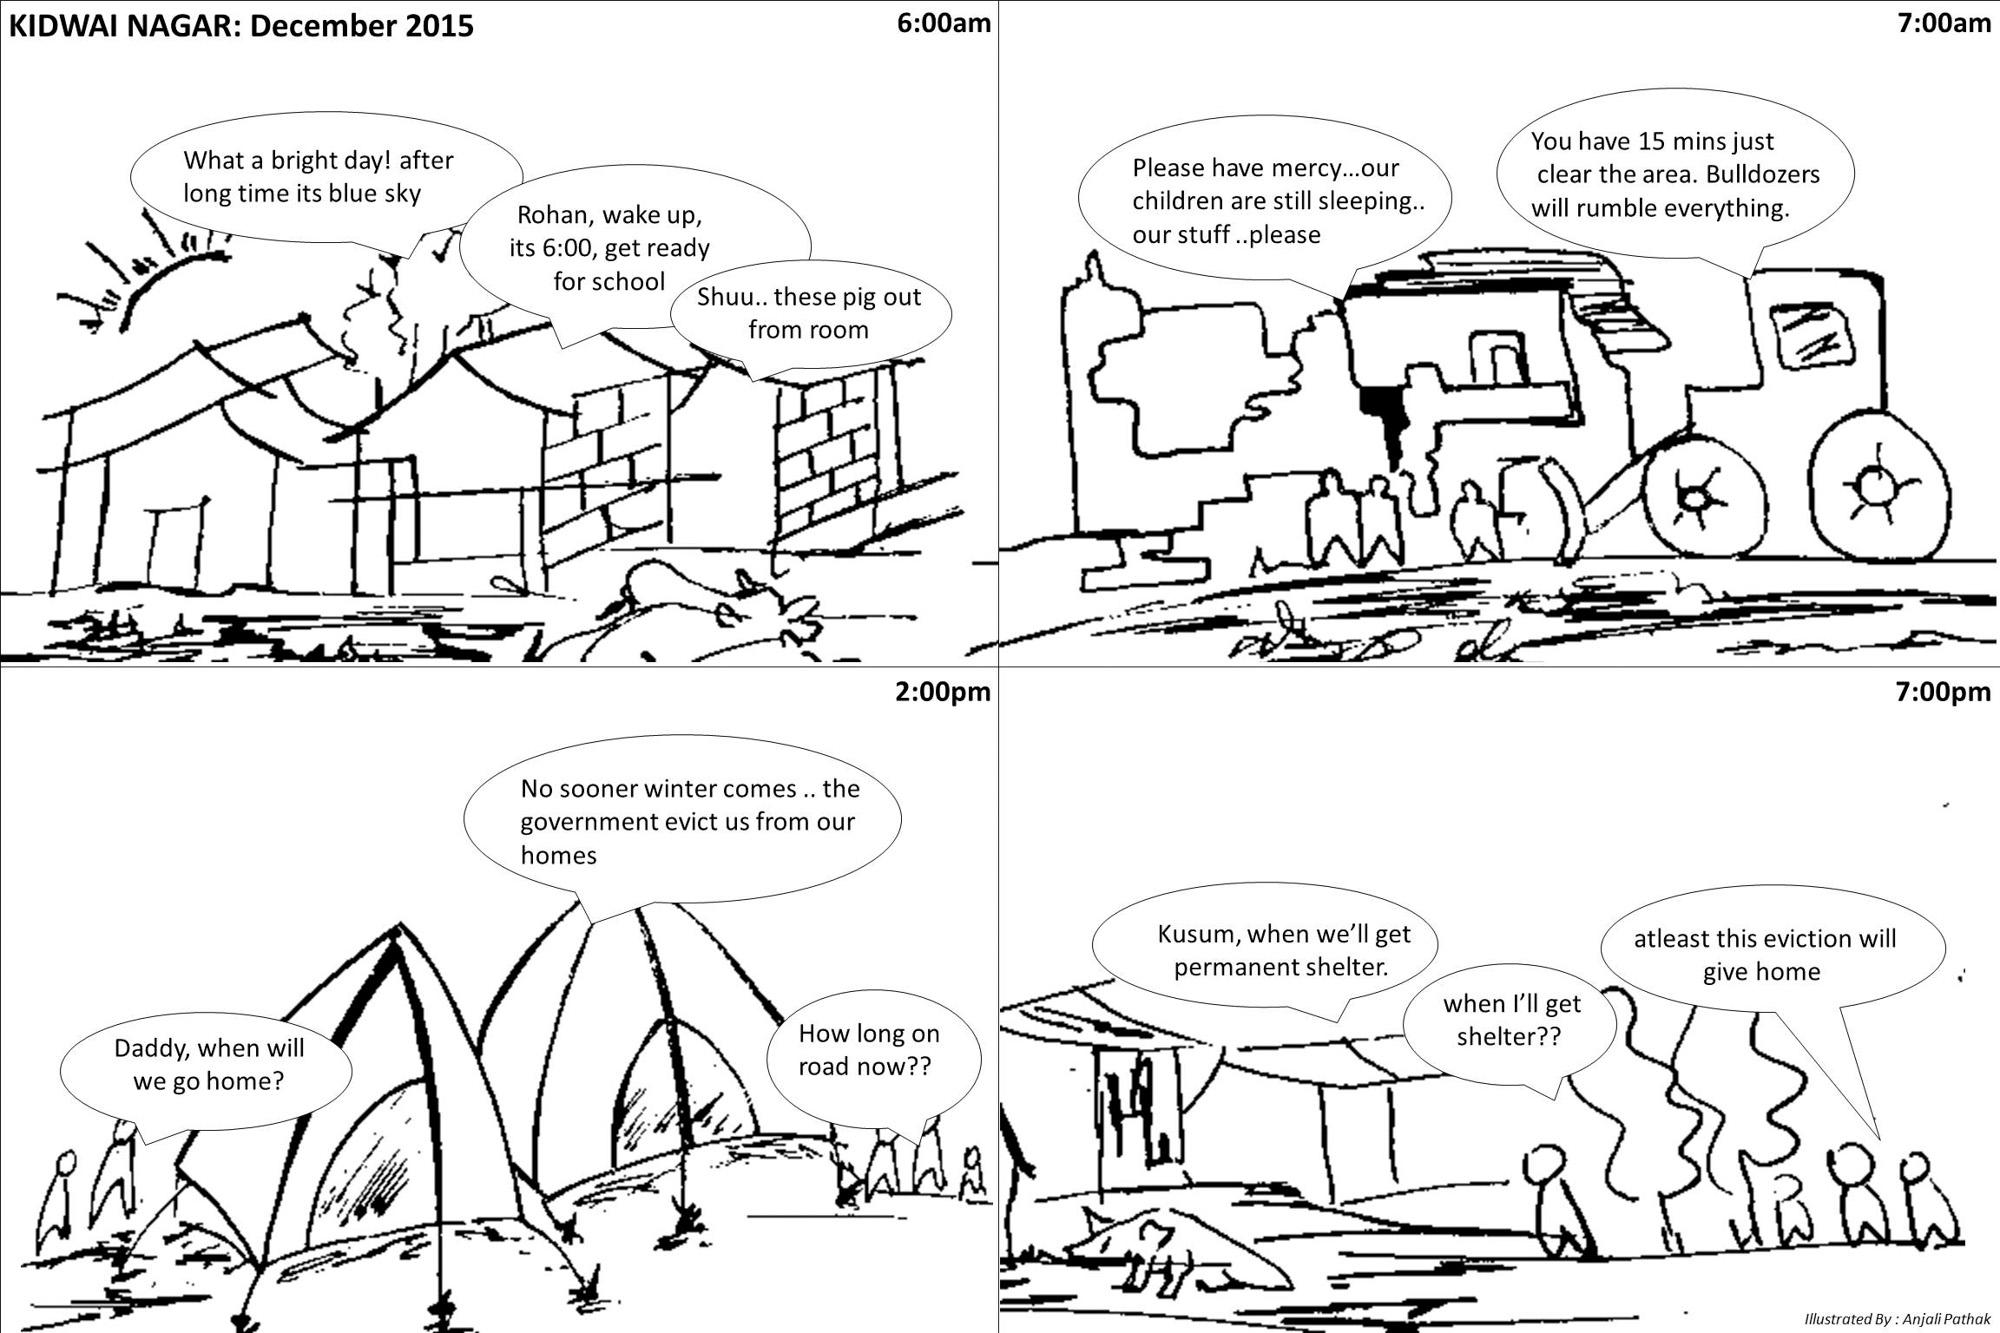 KIDWAI NAGAR: December 2015
6:00am
What a bright day! after
long time its blue sky
Rohan, wake up,
its 6:00, get ready
for school
Shuu.. these pig out
from room
7:00am
Please have mercy...our
children are still sleeping..
our stuff ..please
You have 15 mins just
clear the area. Bulldozers
will rumble everything.
2:00pm
No sooner winter comes .. the
government evict us from our
homes
Daddy, when will
we go home?
How long on
road now??
7:00pm
Kusum, when we'll get
permanent shelter.
when I'll get
shelter??
atleast this eviction will
give home
Illustrated By : Anjali Pathak